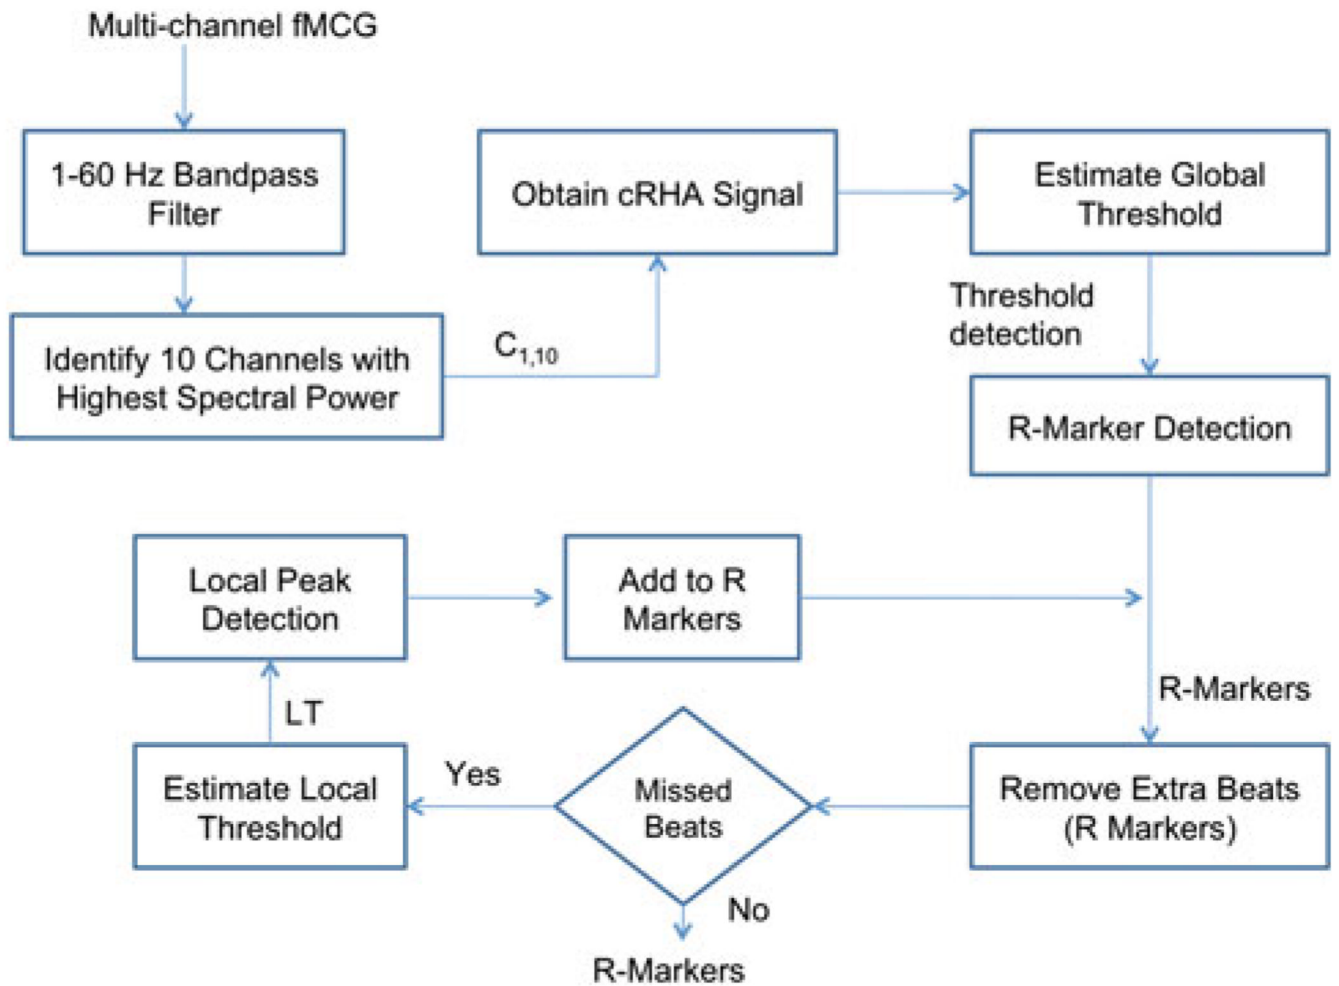 Multi-channel fMCG
1-60 Hz Bandpass
Filter
Identify 10 Channels with
Highest Spectral Power
C1,10
Obtain cRHA Signal
Estimate Global
Threshold
Threshold
detection
R-Marker Detection
R-Markers
Remove Extra Beats
(R Markers)
Missed
Beats
Yes
No
R-Markers
Estimate Local
Threshold
LT
Local Peak
Detection
Add to R
Markers